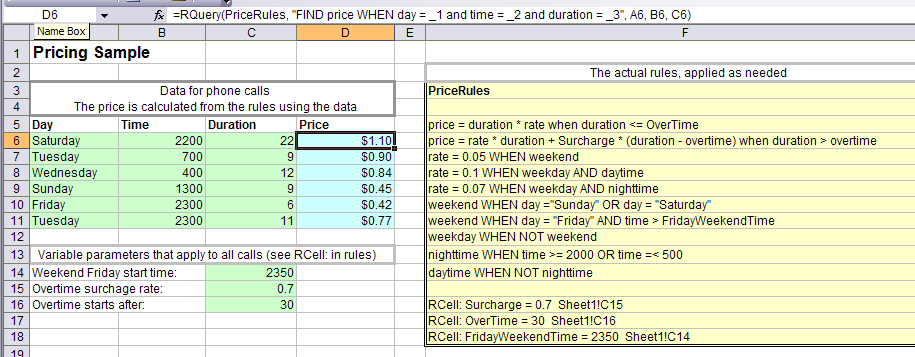 D6 fx =RQuery(PriceRules, "FIND price WHEN day = _1 and time = _2 and duration = _3", A6, B6, C6)
Name Box B C D E F
1 Pricing Sample
2 The actual rules, applied as needed
3 Data for phone calls PriceRules
4 The price is calculated from the rules using the data
5 Day Time Duration Price price = duration * rate when duration <= OverTime
6 Saturday 2200 22 $1.10 price = rate * duration + Surcharge * (duration - overtime) when duration > overtime
7 Tuesday 700 9 $0.90 rate = 0.05 WHEN weekend
8 Wednesday 400 12 $0.84 rate = 0.1 WHEN weekday AND daytime
9 Sunday 1300 9 $0.45 rate = 0.07 WHEN weekday AND nighttime
10 Friday 2300 6 $0.42 weekend WHEN day ="Sunday" OR day = "Saturday"
11 Tuesday 2300 11 $0.77 weekend WHEN day = "Friday" AND time > FridayWeekendTime
12 weekday WHEN NOT weekend
13 Variable parameters that apply to all calls (see RCell: in rules) nighttime WHEN time >= 2000 OR time =< 500
14 Weekend Friday start time: 2350 daytime WHEN NOT nighttime
15 Overtime surchage rate: 0.7
16 Overtime starts after: 30 RCell: Surcharge = 0.7 Sheet1!C15
17 RCell: OverTime = 30 Sheet1!C16
18 RCell: FridayWeekendTime = 2350 Sheet1!C14
19